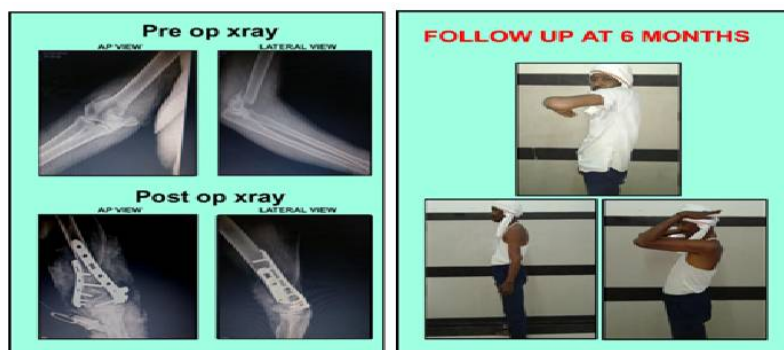 Pre op xray
AP VIEW LATERAL VIEW
Post op xray
AP VIEW LATERAL VIEW
FOLLOW UP AT 6 MONTHS